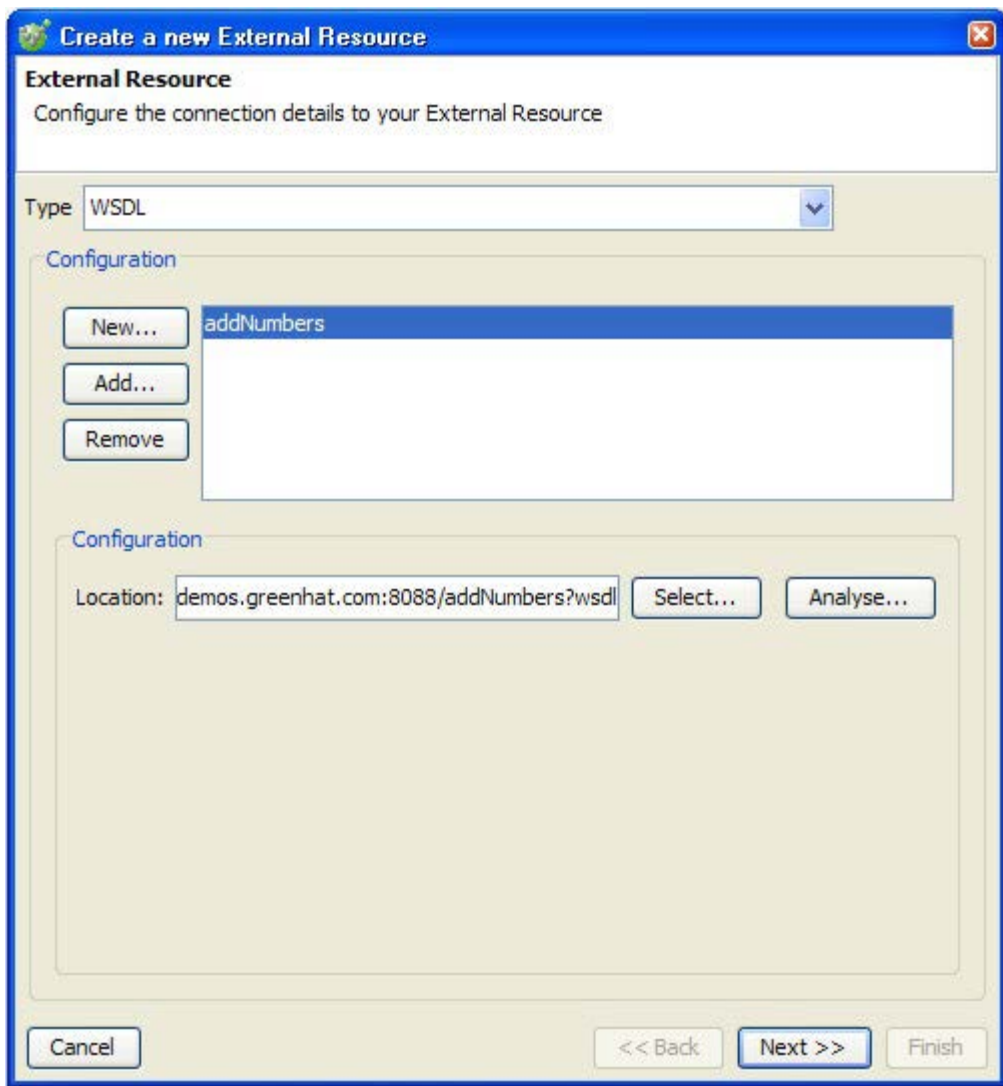 Create a new External Resource
External Resource
Configure the connection details to your External Resource
Type WSDL
Configuration
New...
addNumbers
Add...
Remove
Configuration
Location: demos.greenhat.com:8088/addNumbers?wsdl Select... Analyse...
Cancel << Back Next >> Finish